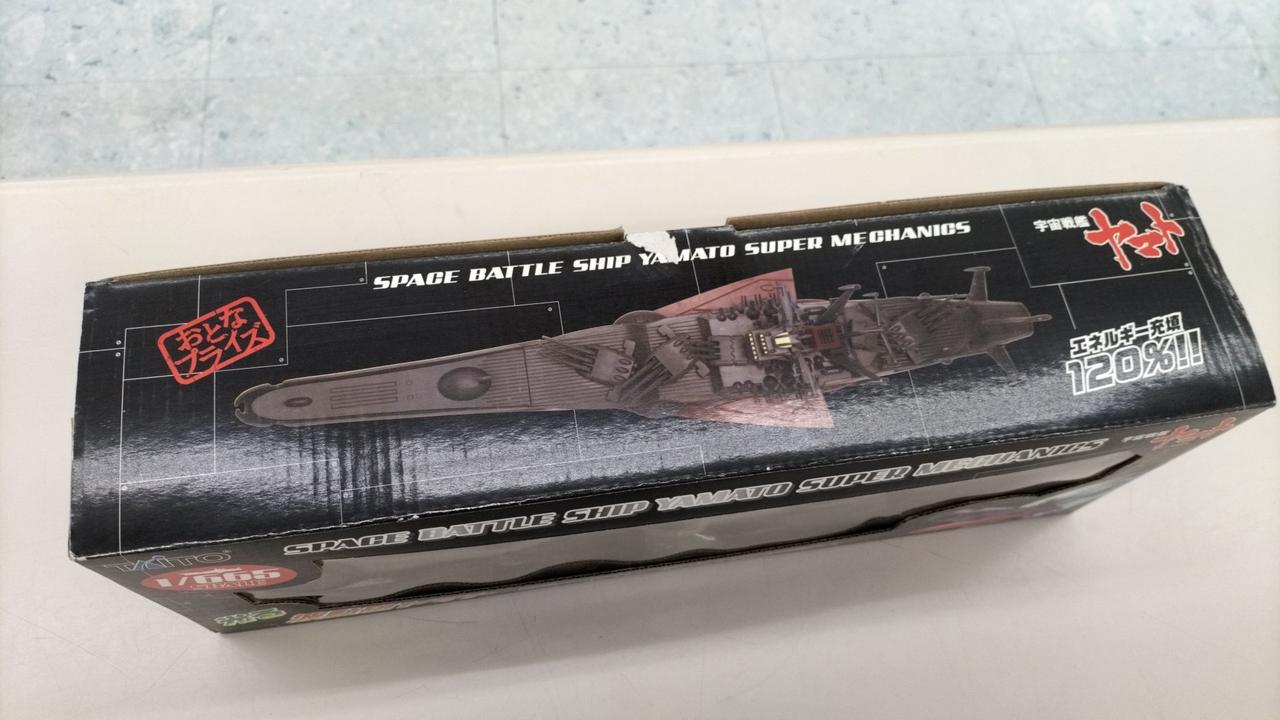 SPACE BATTLE SHIP YAMATO SUPER MECHANICS
宇宙戦艦
ヤマト
おとな
プライズ
エネルギー充填
120%!!
SPACE BATTLE SHIP YAMATO SUPER MECHANICS
TAITO
1/665
SCALE